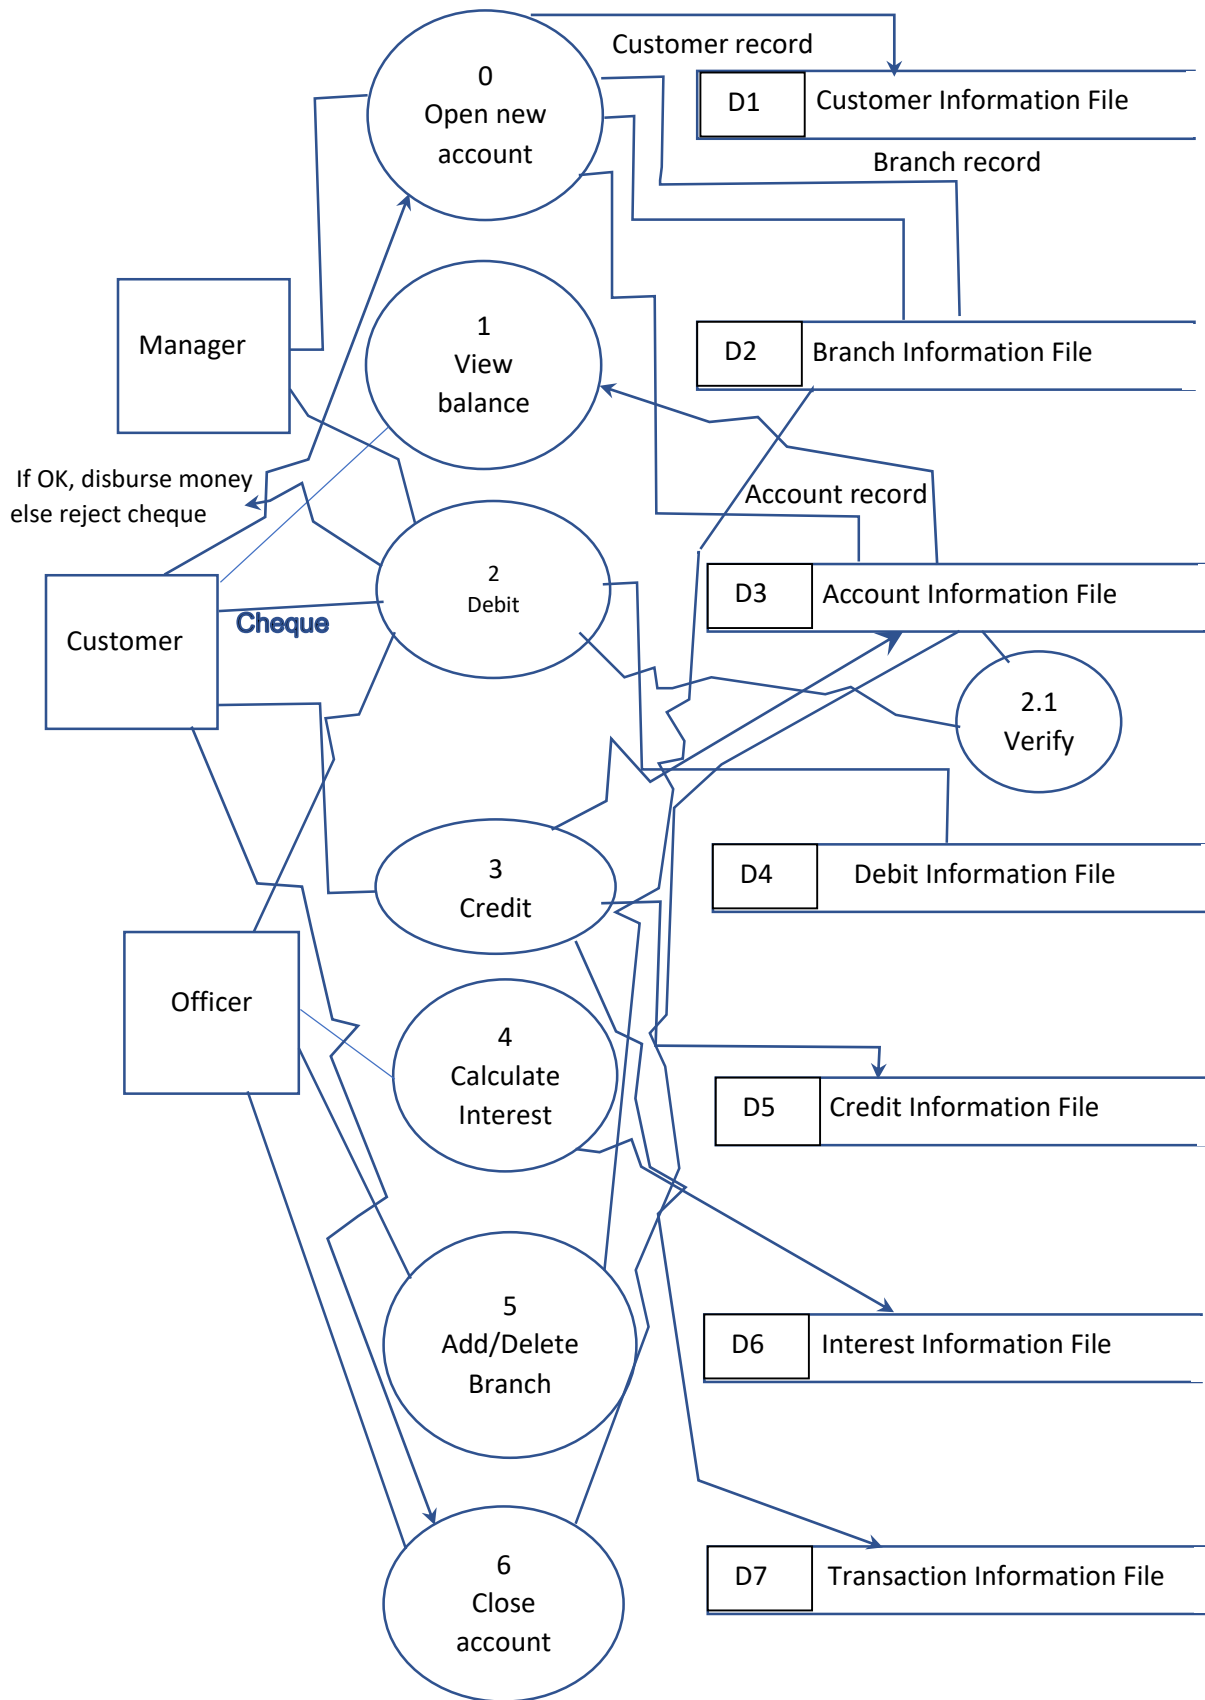 Customer record
0
Open new
account
D1
Customer Information File
Branch record
Manager
1
View
balance
D2
Branch Information File
If OK, disburse money
else reject cheque
Account record
2
Debit
Customer
Cheque
D3
Account Information File
2.1
Verify
3
Credit
D4
Debit Information File
Officer
4
Calculate
Interest
D5
Credit Information File
5
Add/Delete
Branch
D6
Interest Information File
6
Close
account
D7
Transaction Information File